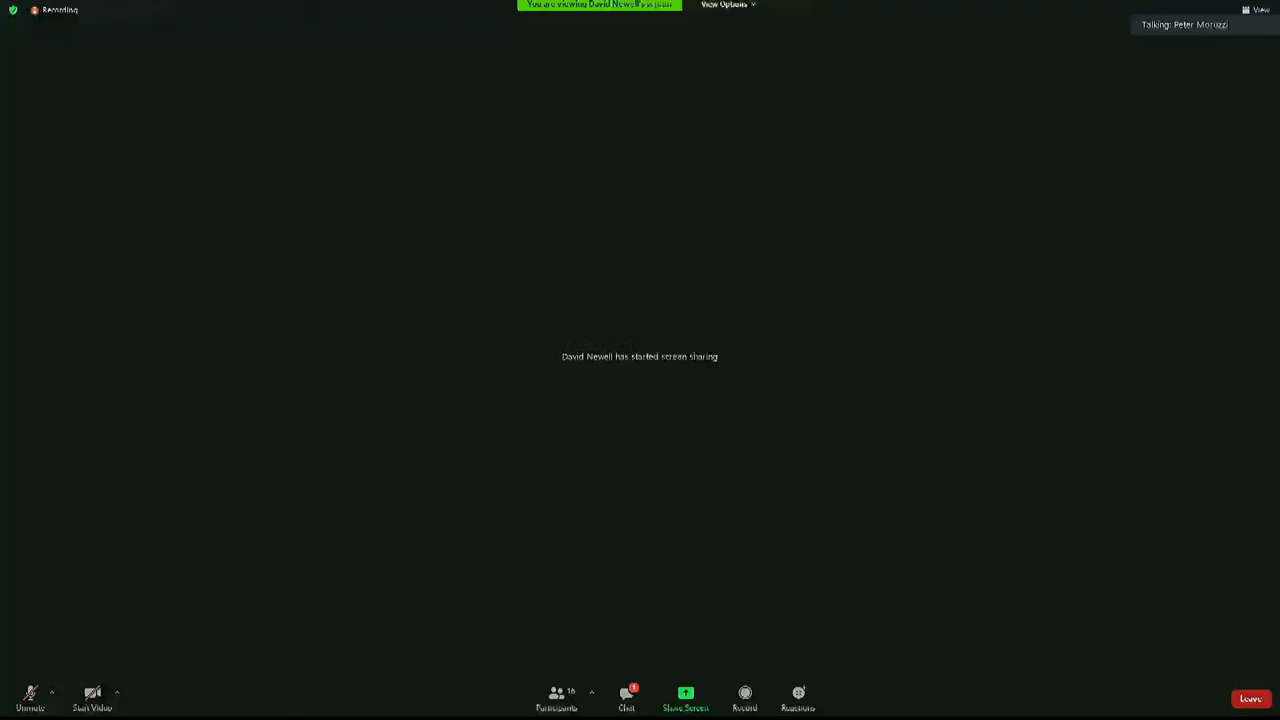 Recording
You are viewing David Newell's screen
View Options
View
Talking: Peter Moruzzi
David Newell has started screen sharing
16
1
Unmute
Start Video
Participants
Chat
Share Screen
Record
Reactions
Leave